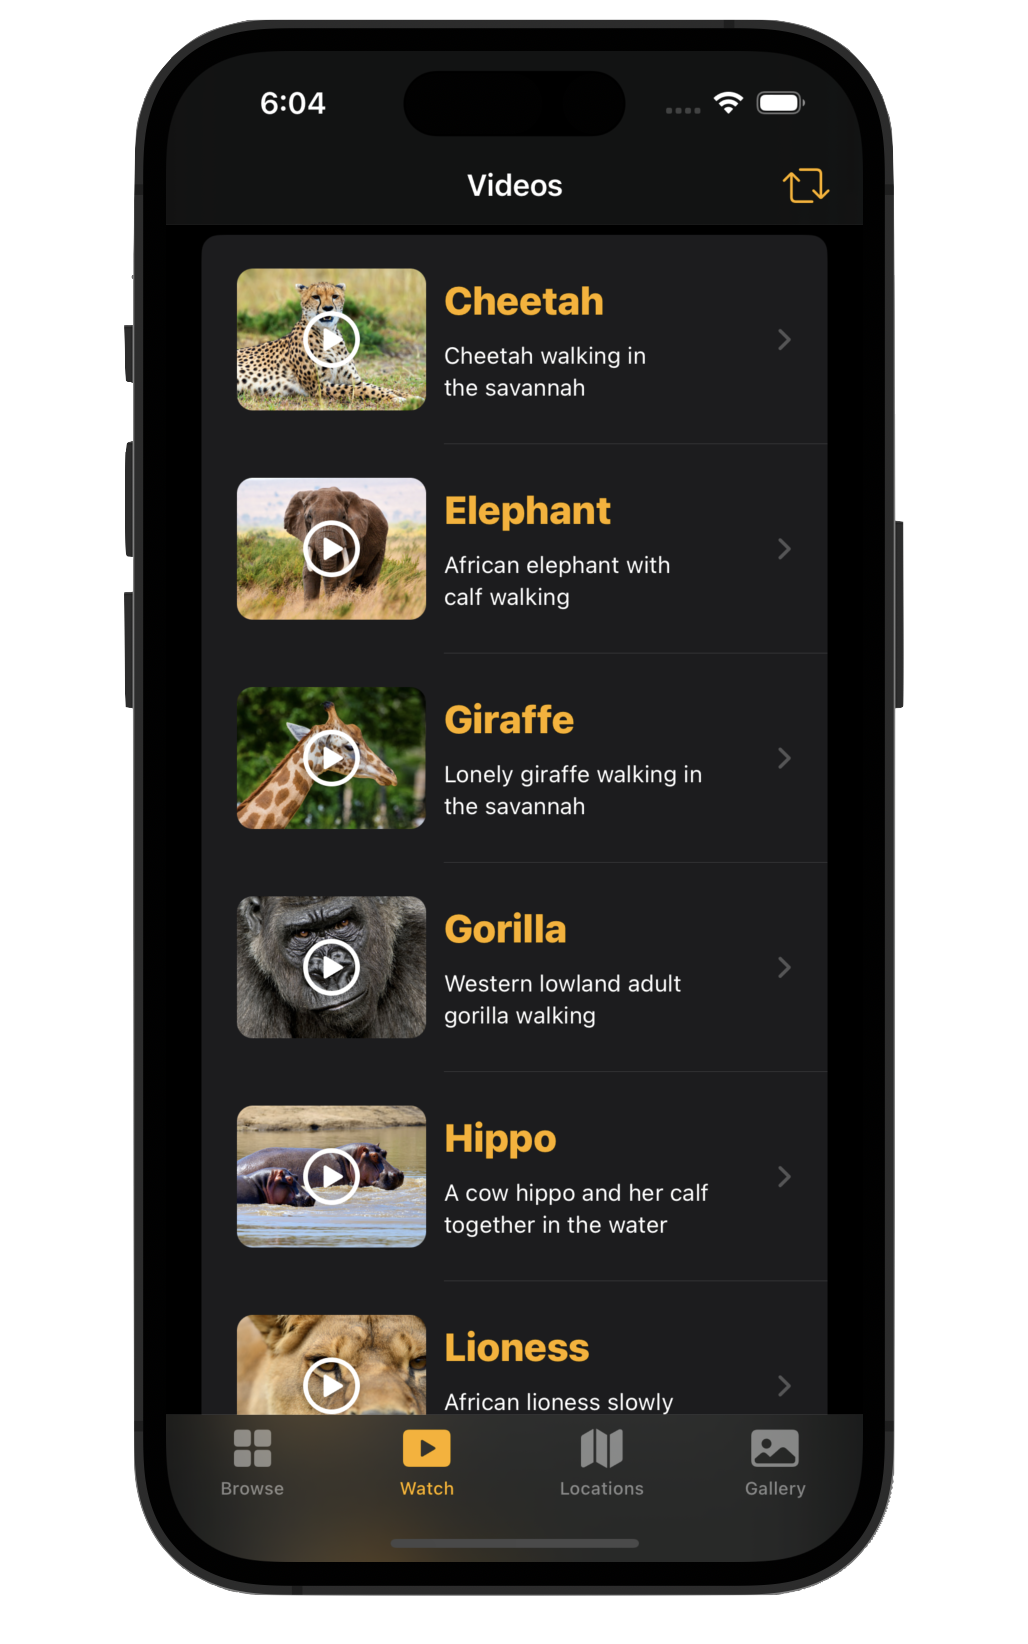 6:04
Videos
Cheetah
Cheetah walking in
the savannah
Elephant
African elephant with
calf walking
Giraffe
Lonely giraffe walking in
the savannah
Gorilla
Western lowland adult
gorilla walking
Hippo
A cow hippo and her calf
together in the water
Lioness
African lioness slowly
Browse
Watch
Locations
Gallery